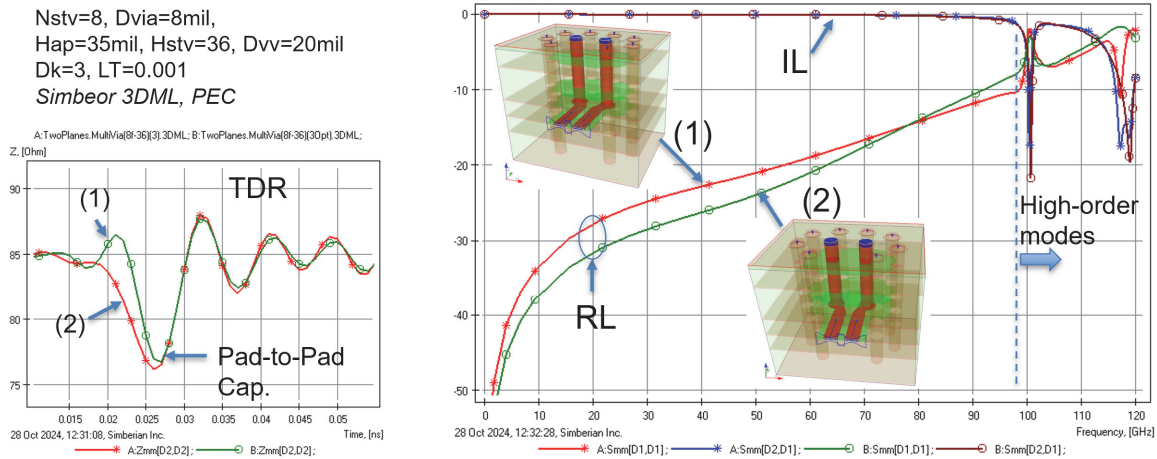 Nstv=8, Dvia=8mil,
Hap=35mil, Hstv=36, Dvv=20mil
Dk=3, LT=0.001
Simbeor 3DML, PEC
A:TwoPlanes.MultiVia(8f-36)(3).3DML; B:TwoPlanes.MultiVia(8f-36)(3Opt).3DML;
Z, [Ohm]
TDR
(1)
(2)
Pad-to-Pad
Cap.
90
85
80
75
0.015
0.02
0.025
0.03
0.035
0.04
0.045
0.05
28 Oct 2024, 12:31:08, Simberian Inc.
Time, [ns]
A:Zmm[D2,D2];
B:Zmm[D2,D2];
0
-10
-20
-30
-40
-50
IL
(1)
(2)
RL
High-order
modes
0
10
20
30
40
50
60
70
80
90
100
110
120
28 Oct 2024, 12:32:28, Simberian Inc.
Frequency, [GHz]
A:Smm[D1,D1];
A:Smm[D2,D1];
B:Smm[D1,D1];
B:Smm[D2,D1];